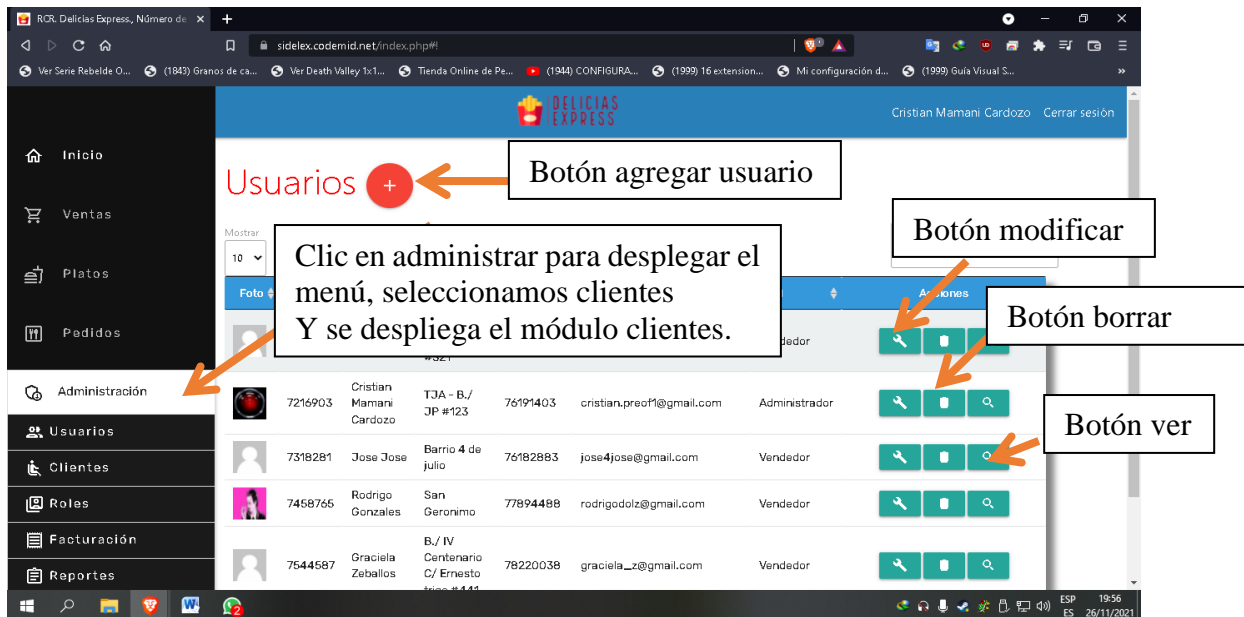 RCR. Delicias Express., Número de
sidelex.codemid.net/index.php#!
Ver Serie Rebelde O...
(1843) Granos de ca...
Ver Death Valley 1x1...
Tienda Online de Pe...
(1944) CONFIGURA...
(1999) 16 extension...
Mi configuración d...
(1999) Guía Visual S...
»
DELICIAS
EXPRESS
Cristian Mamani Cardozo Cerrar sesión
Inicio
Ventas
Platos
Pedidos
Administración
Usuarios
Clientes
Roles
Facturación
Reportes
Usuarios +
Botón agregar usuario
Botón modificar
Mostrar
10
Clic en administrar para desplegar el
menú, seleccionamos clientes
Y se despliega el módulo clientes.
Botón borrar
Botón ver
Foto
7216903 Cristian Mamani Cardozo TJA - B./ JP #123 76191403 cristian.preof1@gmail.com Administrador
7318281 Jose Jose Barrio 4 de julio 76182883 jose4jose@gmail.com Vendedor
7458765 Rodrigo Gonzales San Geronimo 77894488 rodrigodolz@gmail.com Vendedor
7544587 Graciela Zeballos B./ IV Centenario C/ Ernesto 78220038 graciela_z@gmail.com Vendedor
ESP 19:56
ES 26/11/2021